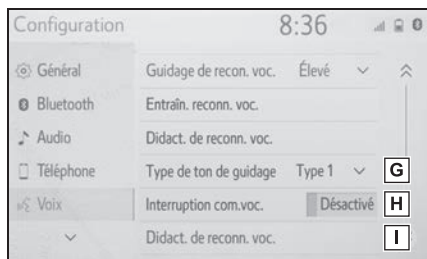 Configuration 8:36
Général Guidage de recon. voc. Élevé
Bluetooth Entraîn. reconn. voc.
Audio Didact. de reconn. voc.
Téléphone Type de ton de guidage Type 1 G
Voix Interruption com.voc. Désactivé H
Didact. de reconn. voc. I